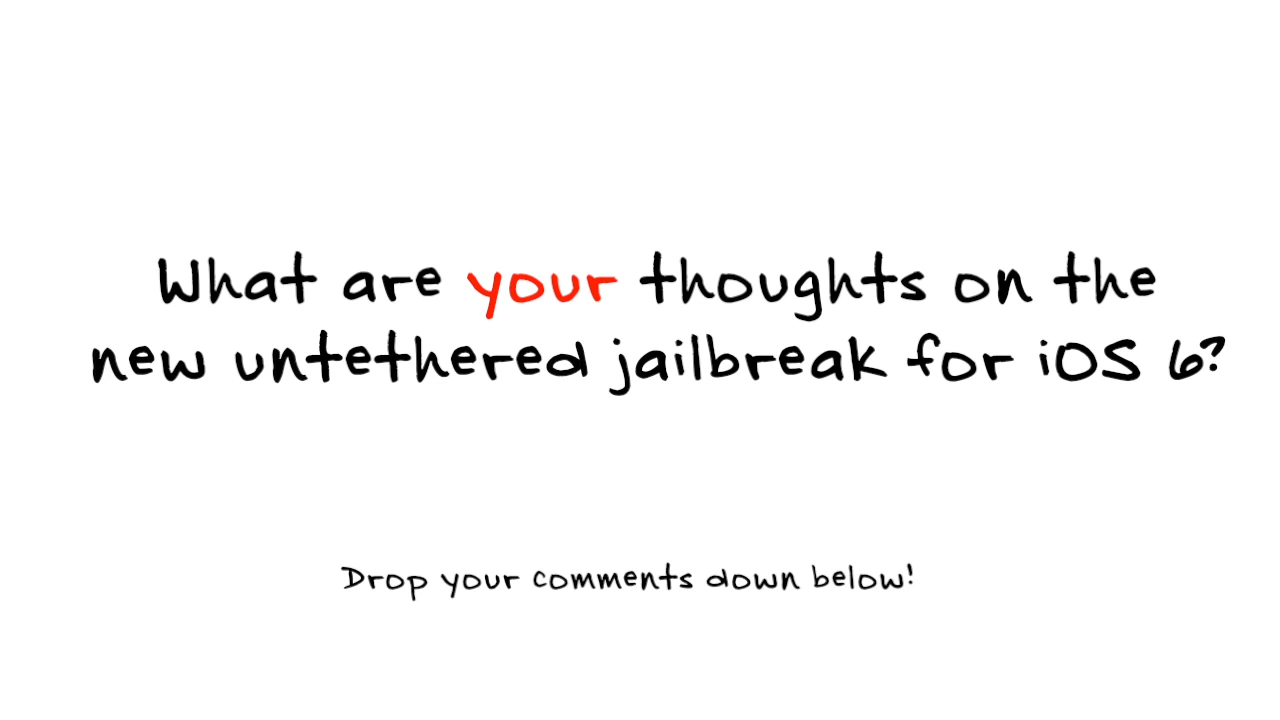 What are your thoughts on the
new untethered jailbreak for iOS 6?
Drop your comments down below!